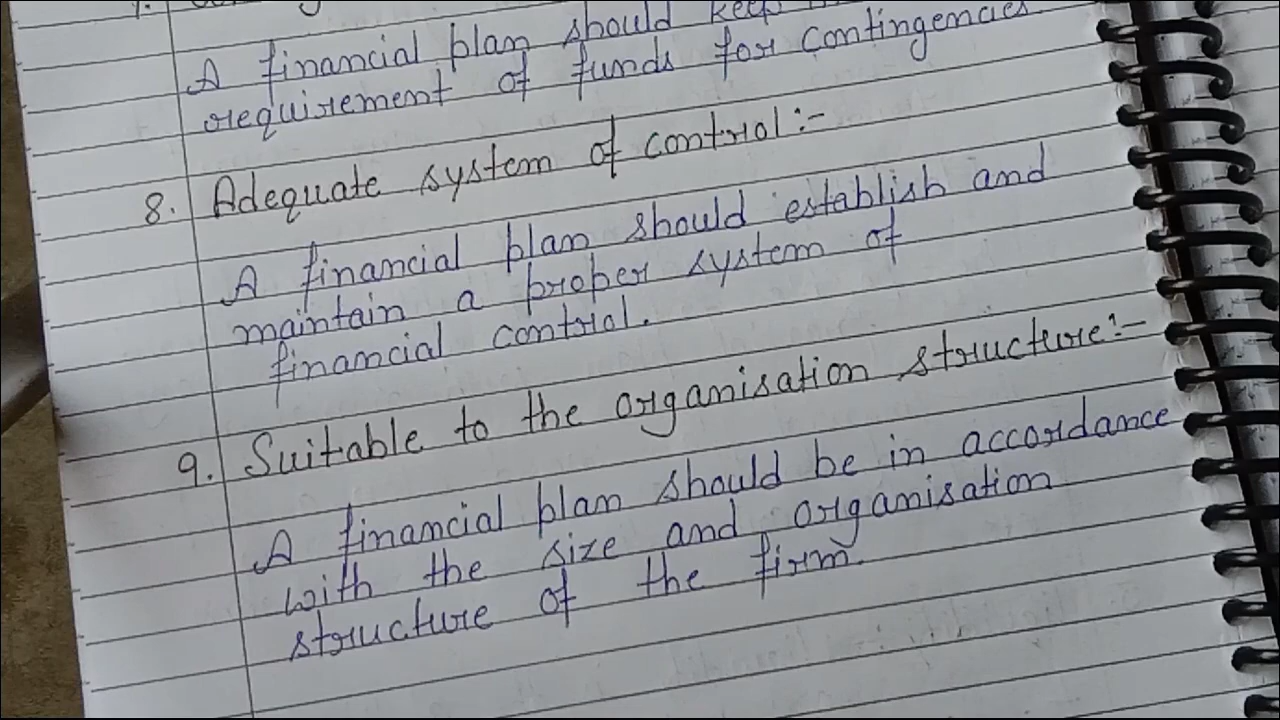 A financial plan should keep
requirement of funds for contingencies
8. Adequate system of control:-
A financial plan should establish and
maintain a proper system of
financial control.
9. Suitable to the organisation structure:-
A financial plan should be in accordance
with the size and organisation
structure of the firm.